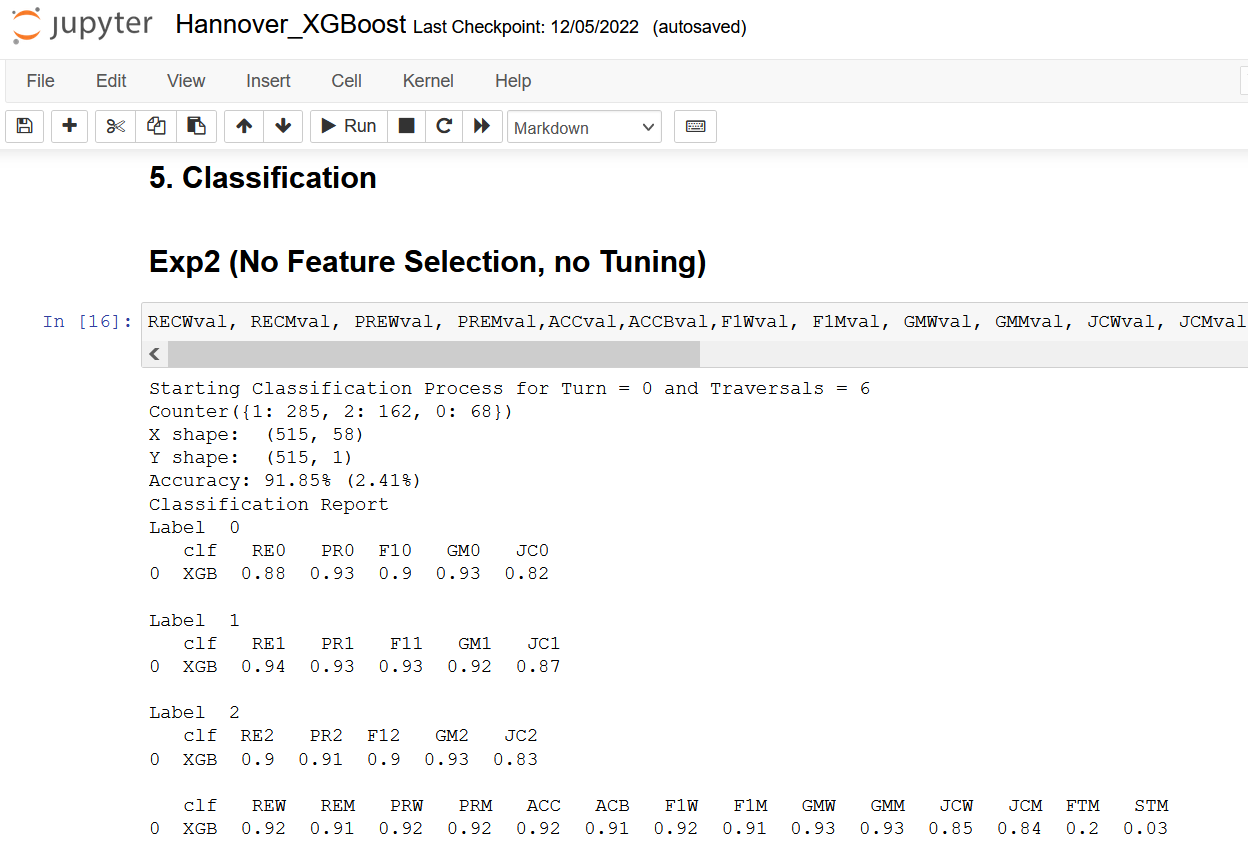 jupyter Hannover_XGBoost Last Checkpoint: 12/05/2022 (autosaved)
File Edit View Insert Cell Kernel Help
Run Markdown
5. Classification
Exp2 (No Feature Selection, no Tuning)
In [16]: RECWval, RECMval, PREWval, PREMval,ACCval,ACCBval,F1Wval, F1Mval, GMWval, GMMval, JCWval, JCMval
Starting Classification Process for Turn = 0 and Traversals = 6
Counter({1: 285, 2: 162, 0: 68})
X shape:  (515, 58)
Y shape:  (515, 1)
Accuracy: 91.85% (2.41%)
Classification Report
Label  0
clf RE0 PR0 F10 GM0 JC0
0 XGB 0.88 0.93 0.9 0.93 0.82
Label  1
clf RE1 PR1 F11 GM1 JC1
0 XGB 0.94 0.93 0.93 0.92 0.87
Label  2
clf RE2 PR2 F12 GM2 JC2
0 XGB 0.9 0.91 0.9 0.93 0.83
clf REW REM PRW PRM ACC ACB F1W F1M GMW GMM JCW JCM FTM STM
0 XGB 0.92 0.91 0.92 0.92 0.92 0.91 0.92 0.91 0.93 0.93 0.85 0.84 0.2 0.03